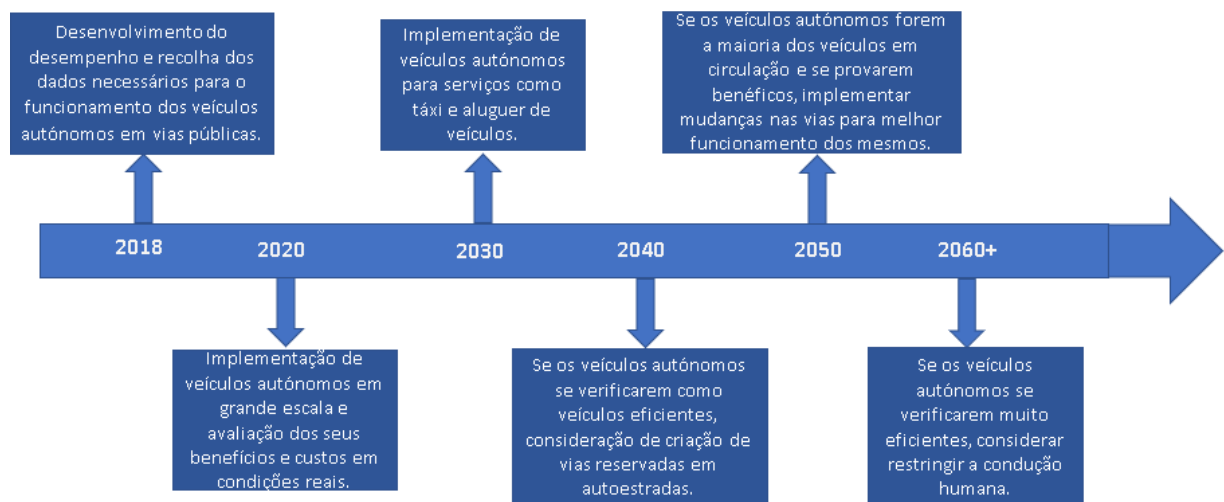 Desenvolvimento do
desempenho e recolha dos
dados necessários para o
funcionamento dos veículos
autónomos em vias públicas.
Implementação de
veículos autónomos
para serviços como
táxi e aluguer de
veículos.
Se os veículos autónomos forem
a maioria dos veículos em
circulação e se provarem
benéficos, implementar
mudanças nas vias para melhor
funcionamento dos mesmos.
2018
2020
2030
2040
2050
2060+
Implementação de
veículos autónomos em
grande escala e
avaliação dos seus
benefícios e custos em
condições reais.
Se os veículos autónomos
se verificarem como
veículos eficientes,
consideração de criação de
vias reservadas em
autoestradas.
Se os veículos
autónomos se
verificarem muito
eficientes, considerar
restringir a condução
humana.